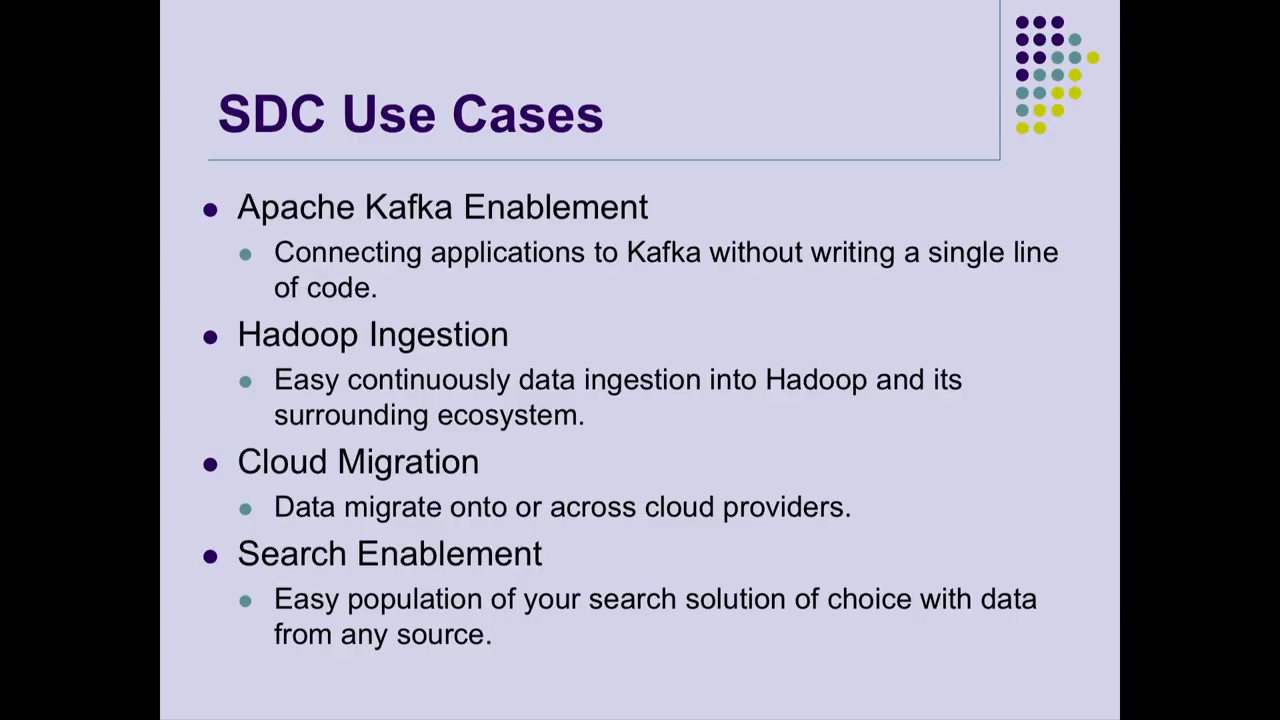 SDC Use Cases
Apache Kafka Enablement
Connecting applications to Kafka without writing a single line
of code.
Hadoop Ingestion
Easy continuously data ingestion into Hadoop and its
surrounding ecosystem.
Cloud Migration
Data migrate onto or across cloud providers.
Search Enablement
Easy population of your search solution of choice with data
from any source.